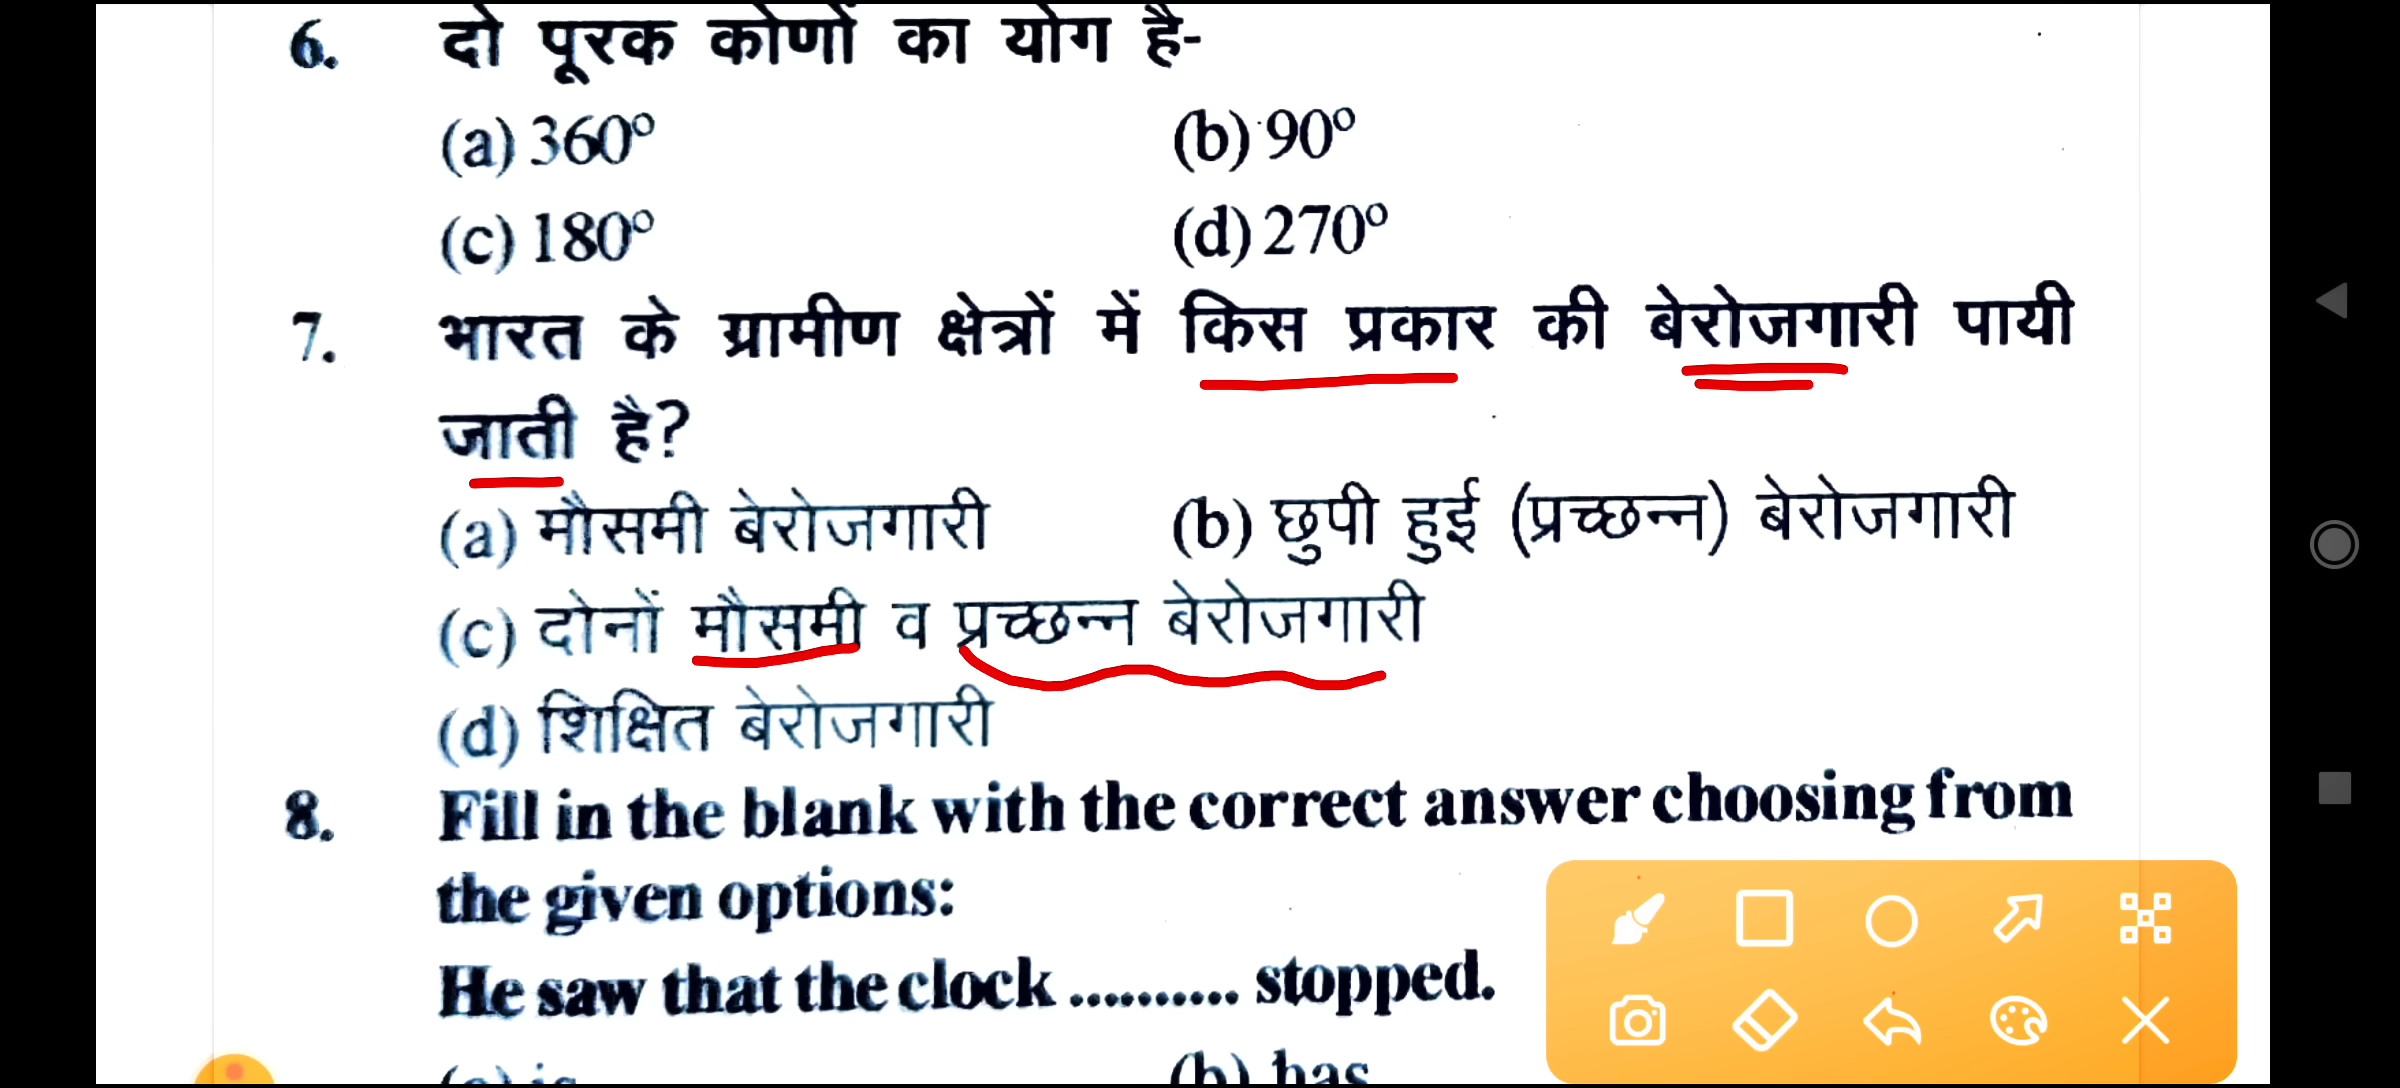 6. दो पूरक कोणों का योग है-
(a) 360° (b) 90°
(c) 180° (d) 270°
7. भारत के ग्रामीण क्षेत्रों में किस प्रकार की बेरोजगारी पायी
जाती है?
(a) मौसमी बेरोजगारी (b) छुपी हुई (प्रच्छन्न) बेरोजगारी
(c) दोनों मौसमी व प्रच्छन्न बेरोजगारी
(d) शिक्षित बेरोजगारी
8. Fill in the blank with the correct answer choosing from
the given options:
He saw that the clock .......... stopped.
(a) is (b) has